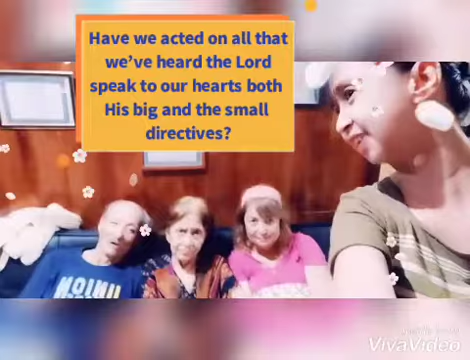 Have we acted on all that
we've heard the Lord
speak to our hearts both
His big and the small
directives?
VivaVideo